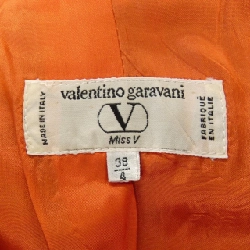 MADE IN ITALY
valentino garavani
V
Miss V
FABRIQUÉ
EN ITALIE
38
4